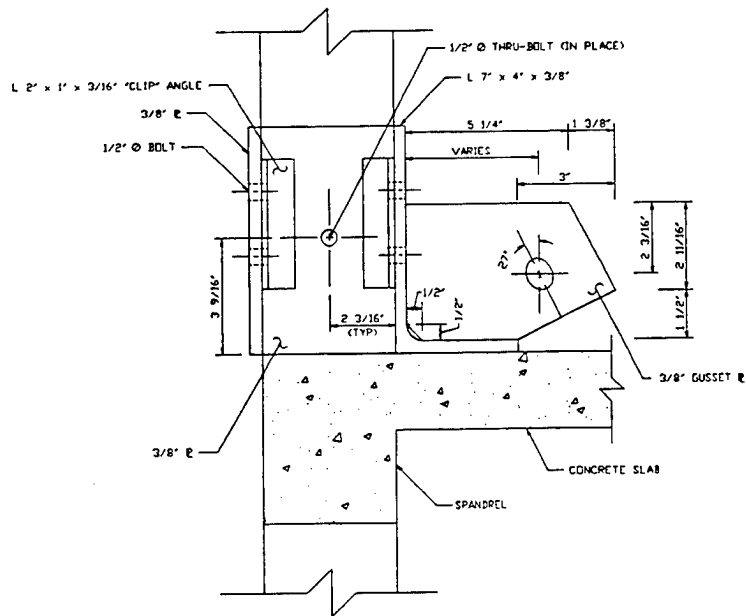 1/2" Ø THRU-BOLT (IN PLACE)
L 2" x 1" x 3/16" "CLIP" ANGLE
L 7" x 4" x 3/8"
3/8" ⅊
5 1/4"
1 3/8"
1/2" Ø BOLT
VARIES
3"
27°
2 3/16"
2 11/16"
3 9/16"
1/2"
1/2"
1 1/2"
2 3/16"
(TYP)
3/8" GUSSET ⅊
3/8" ⅊
CONCRETE SLAB
SPANDREL